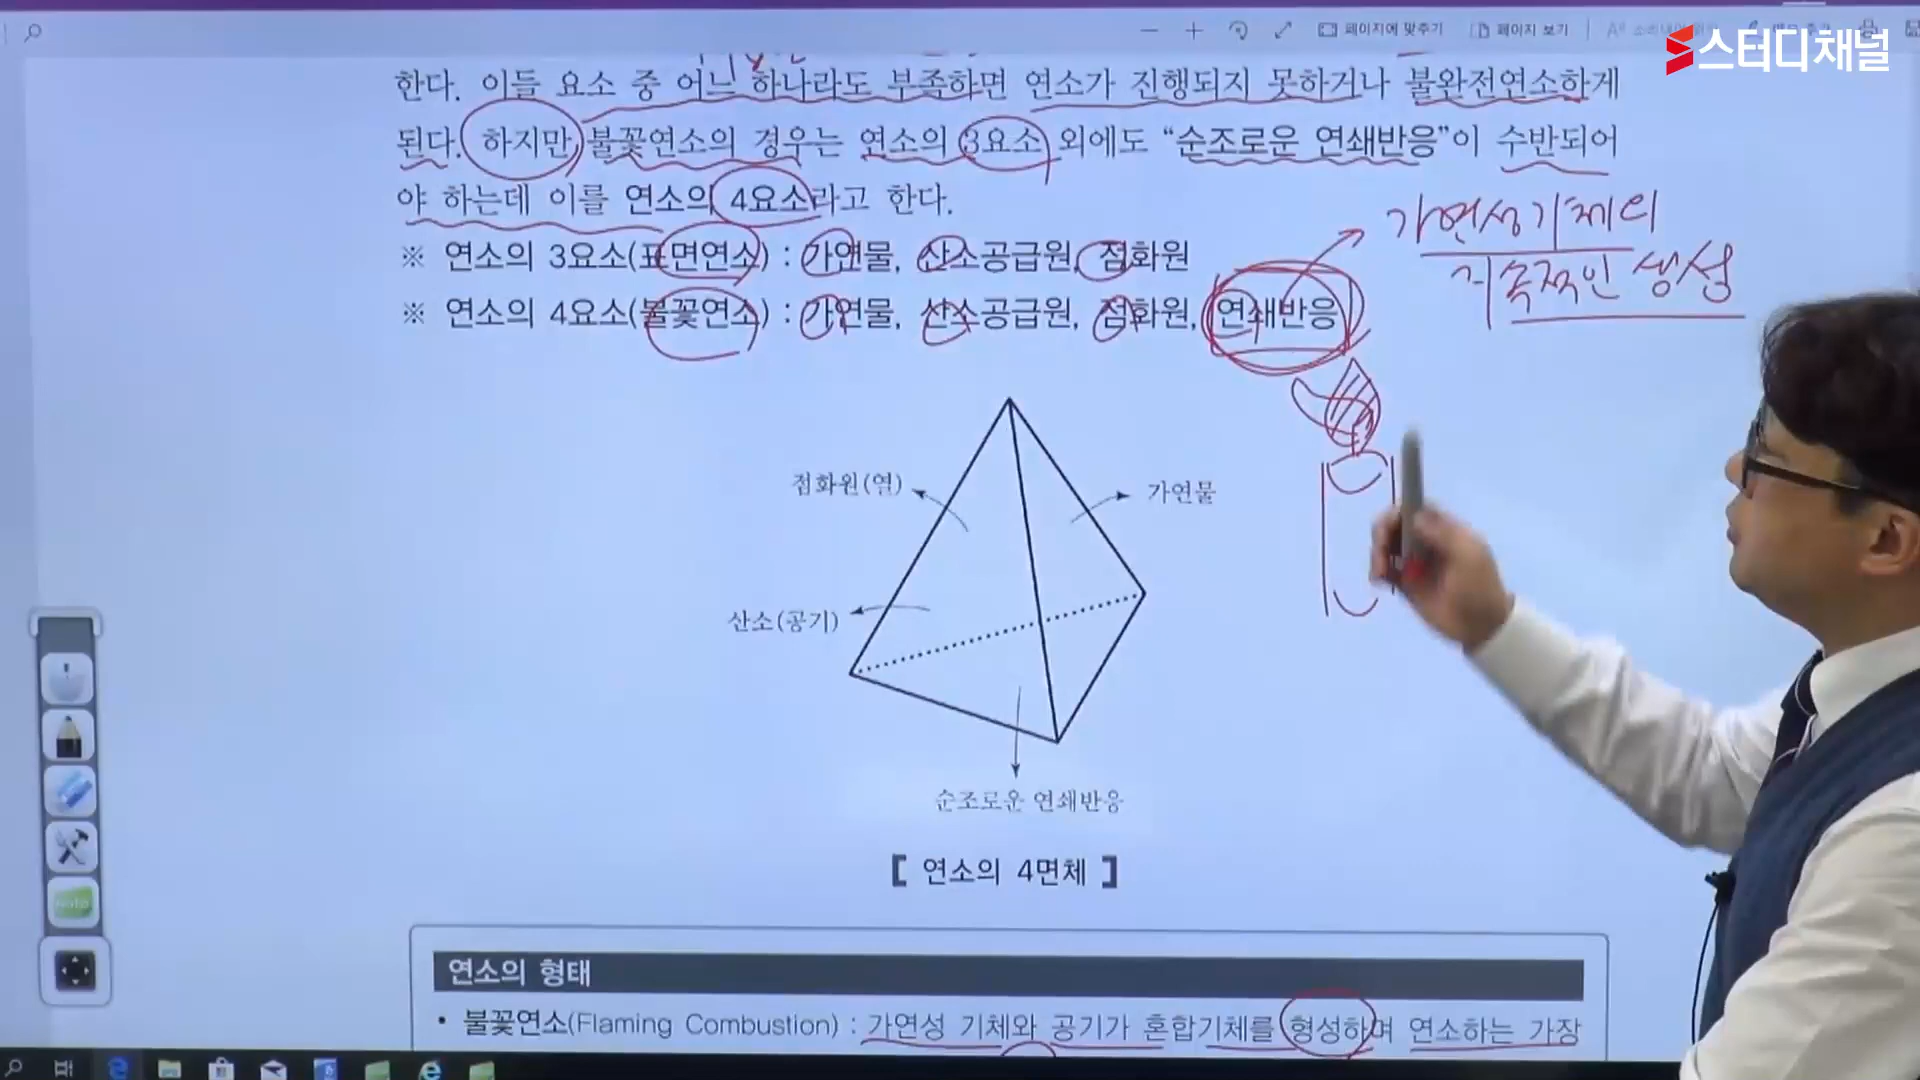 페이지에 맞추기
페이지 보기
스터디채널
한다. 이들 요소 중 어느 하나라도 부족하면 연소가 진행되지 못하거나 불완전연소하게
된다. 하지만 불꽃연소의 경우는 연소의 3요소 외에도 “순조로운 연쇄반응”이 수반되어
야 하는데 이를 연소의 4요소라고 한다.
※ 연소의 3요소(표면연소) : 가연물, 산소공급원, 점화원
※ 연소의 4요소(불꽃연소) : 가연물, 산소공급원, 점화원, 연쇄반응
가연성기체의
지속적인 생성
점화원(열)
가연물
산소(공기)
순조로운 연쇄반응
【 연소의 4면체 】
연소의 형태
• 불꽃연소(Flaming Combustion) : 가연성 기체와 공기가 혼합기체를 형성하며 연소하는 가장